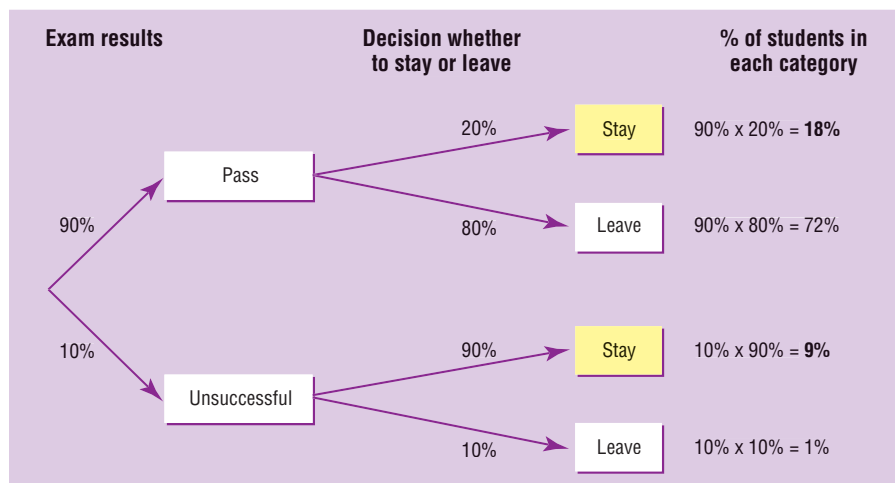 Exam results
Decision whether
to stay or leave
% of students in
each category
20%
Stay
90% x 20% = 18%
Pass
90%
80%
Leave
90% x 80% = 72%
10%
90%
Stay
10% x 90% = 9%
Unsuccessful
10%
Leave
10% x 10% = 1%